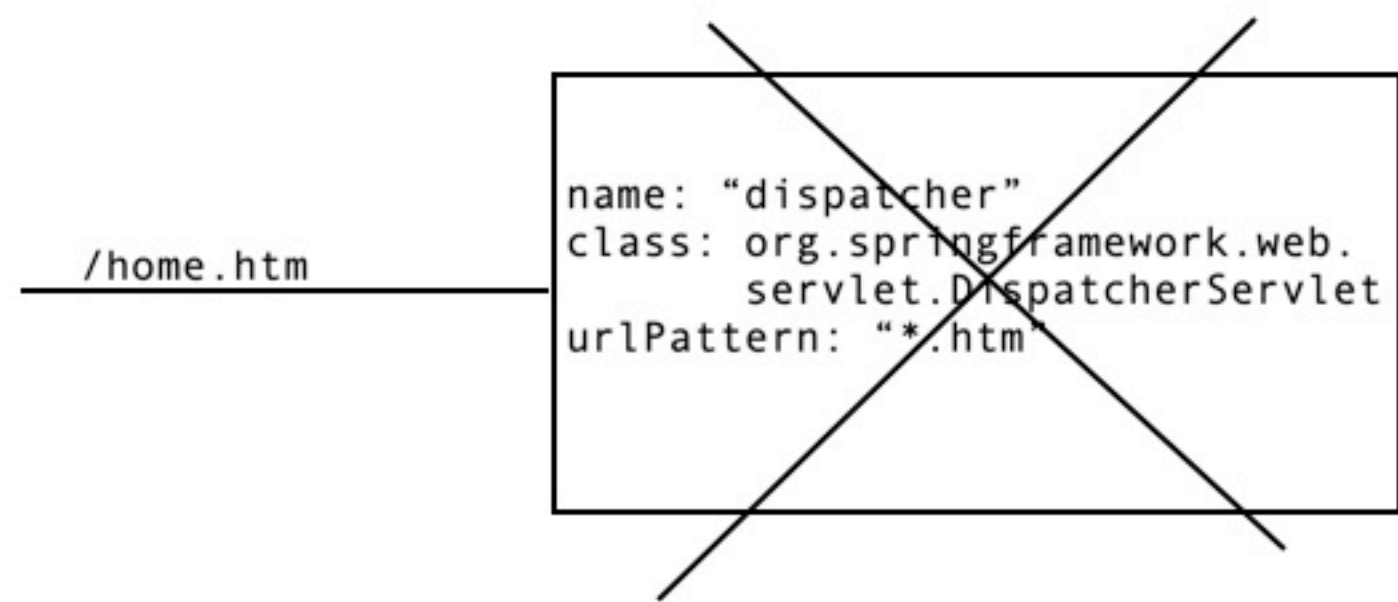 /home.htm
name: “dispatcher”
class: org.springframework.web.
servlet.DispatcherServlet
urlPattern: “*.htm”